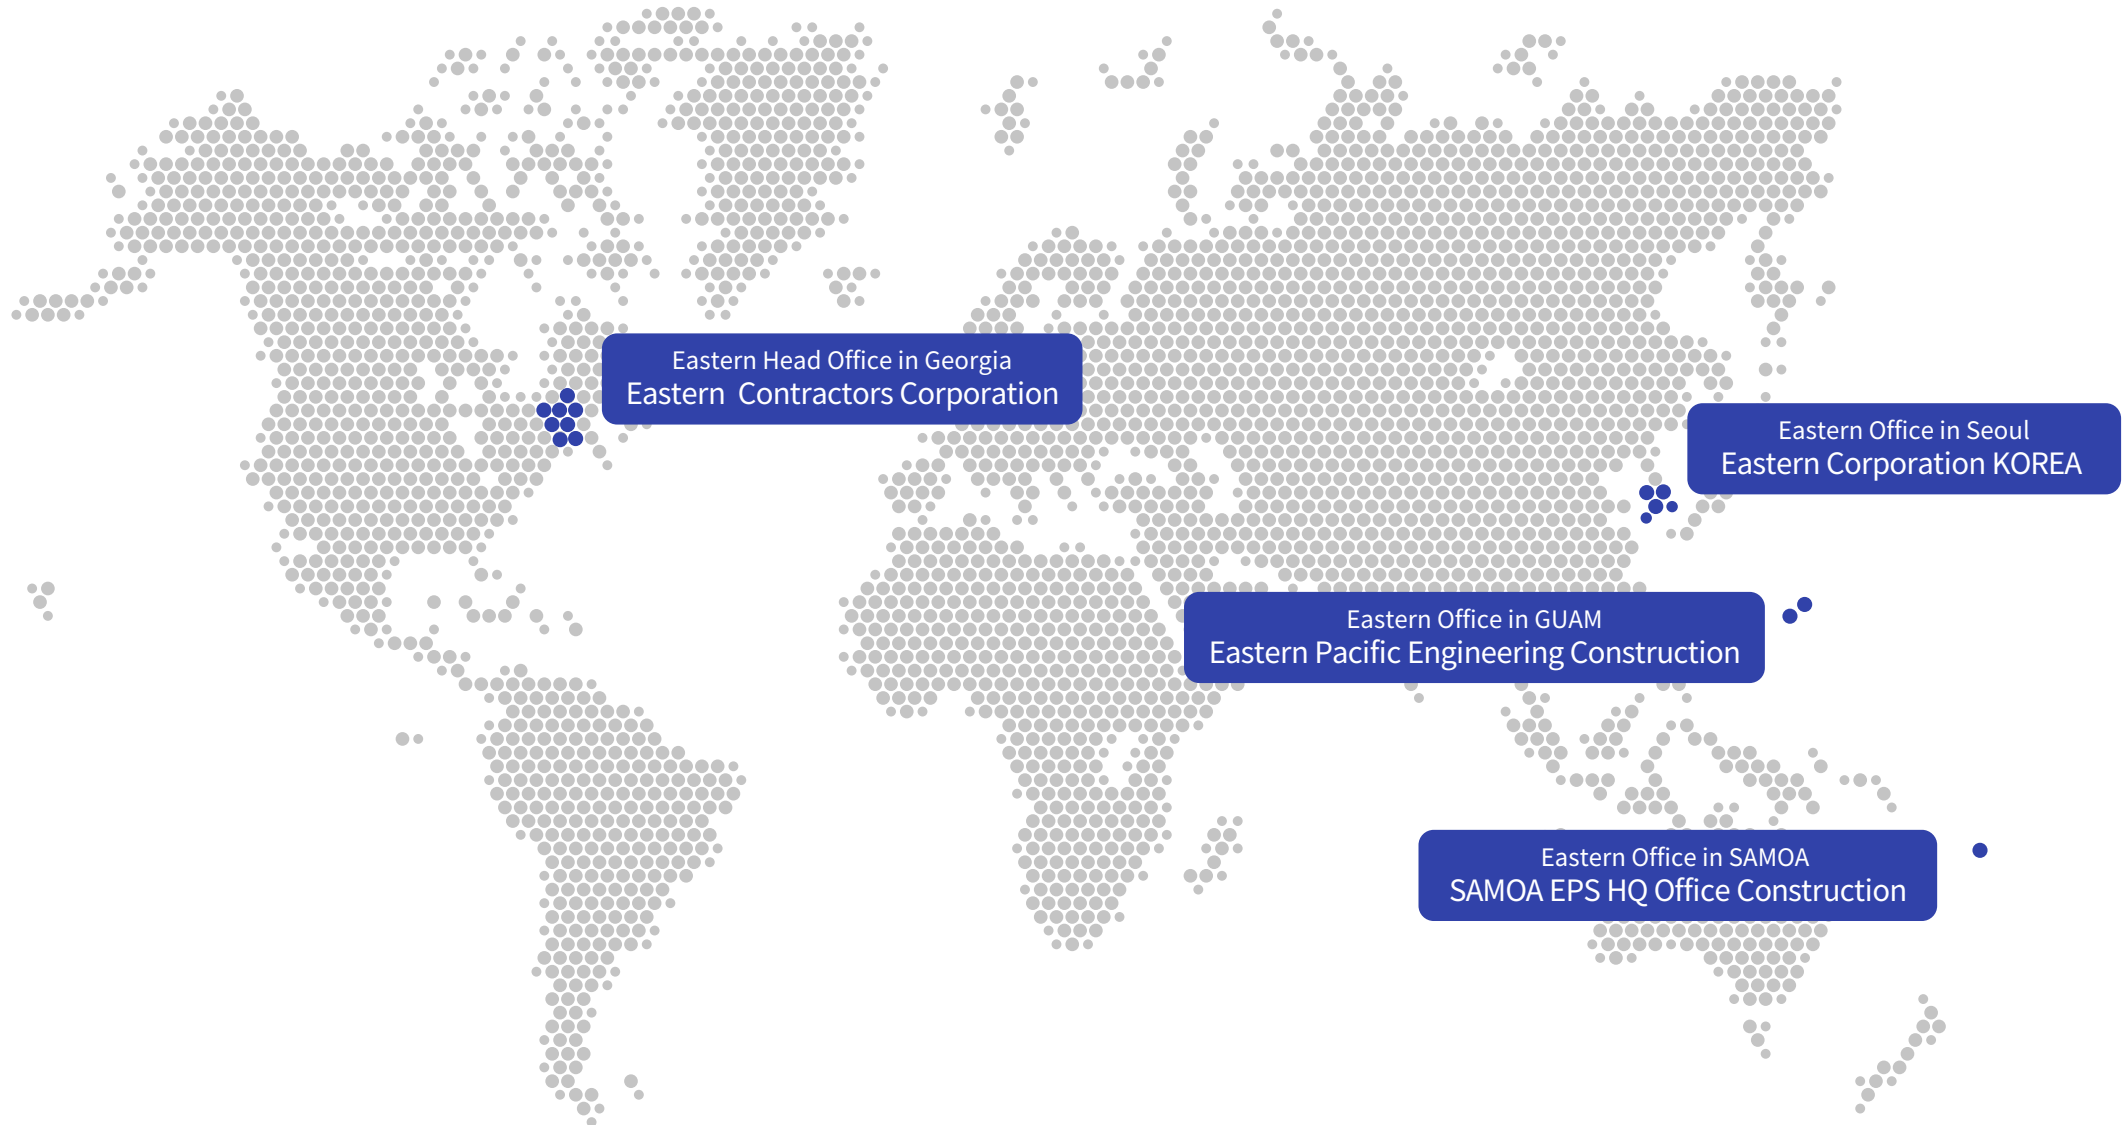 Eastern Head Office in Georgia
Eastern Contractors Corporation
Eastern Office in Seoul
Eastern Corporation KOREA
Eastern Office in GUAM
Eastern Pacific Engineering Construction
Eastern Office in SAMOA
SAMOA EPS HQ Office Construction